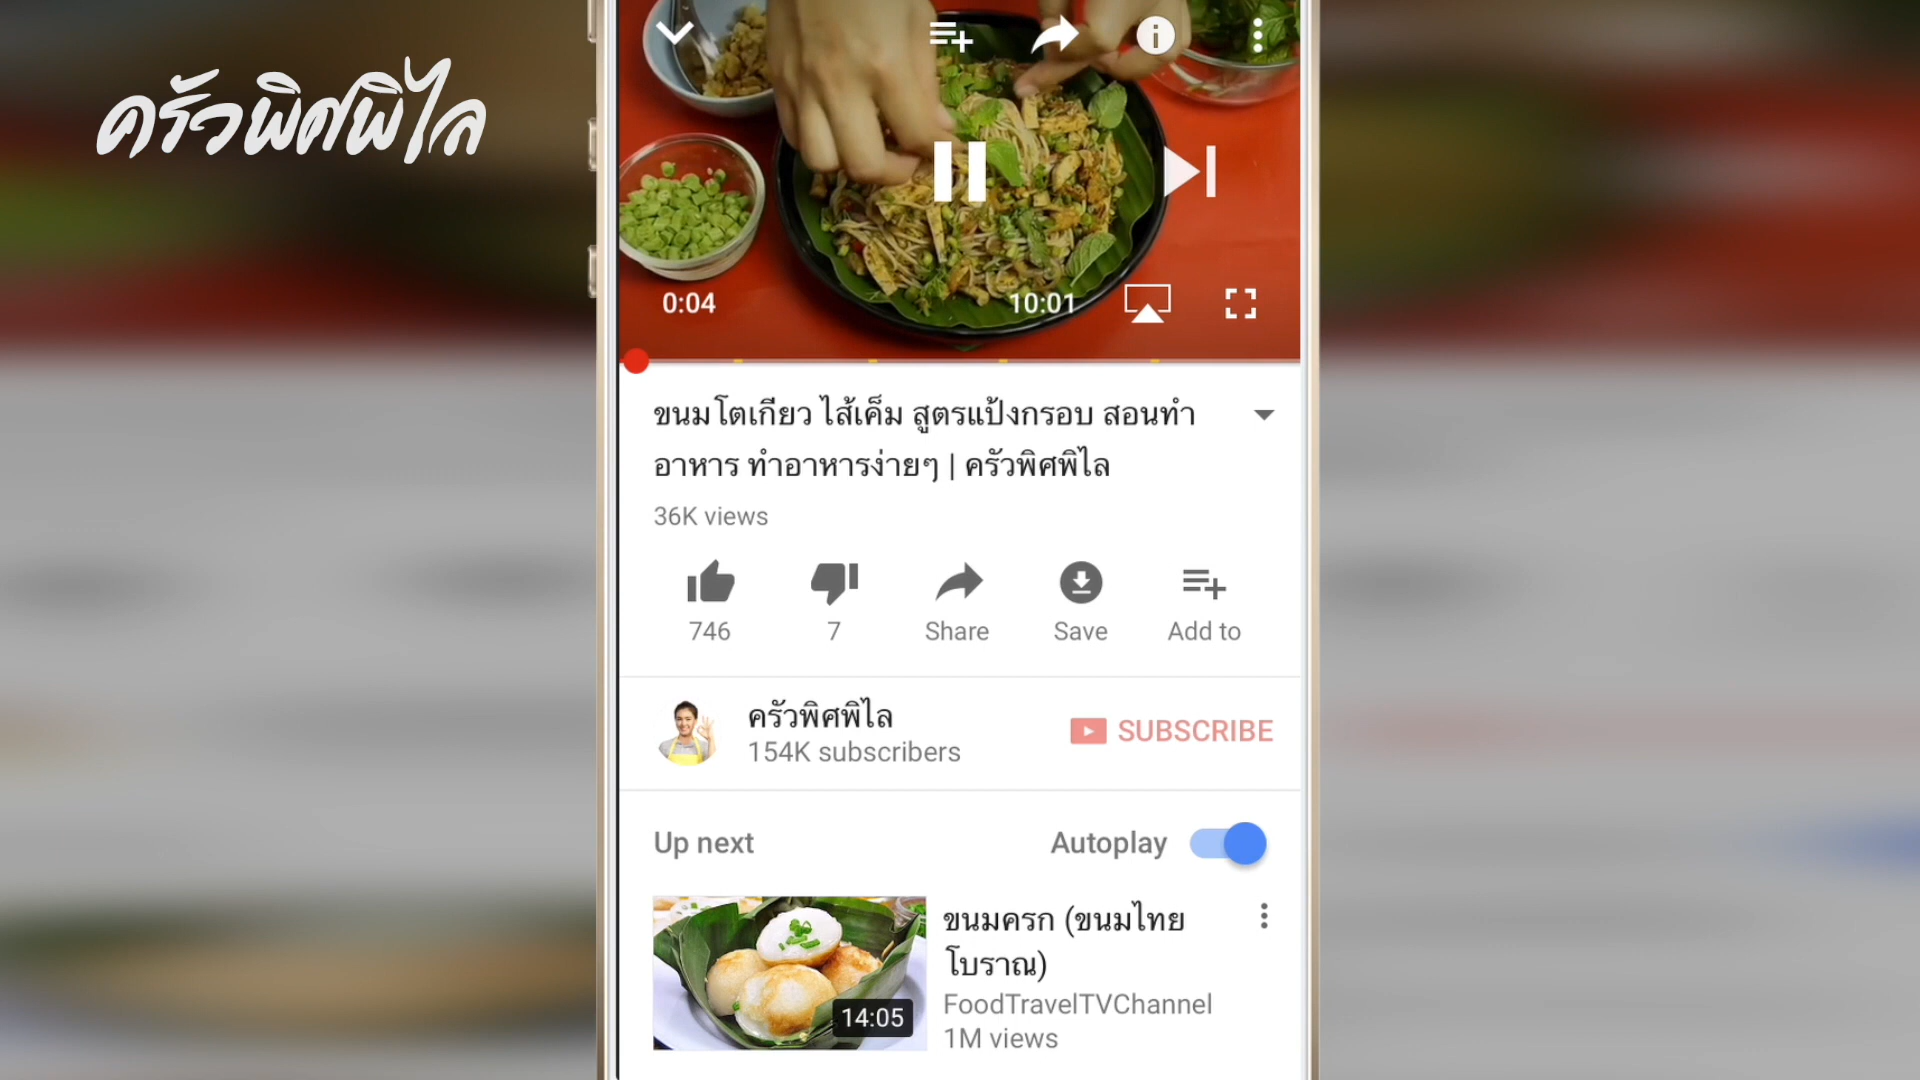 ครัวพิศพิไล
0:04
10:01
ขนมโตเกียว ไส้เค็ม สูตรแป้งกรอบ สอนทำ
อาหาร ทำอาหารง่ายๆ | ครัวพิศพิไล
36K views
746
7
Share
Save
Add to
ครัวพิศพิไล
154K subscribers
SUBSCRIBE
Up next
Autoplay
14:05
ขนมครก (ขนมไทย
โบราณ)
FoodTravelTVChannel
1M views